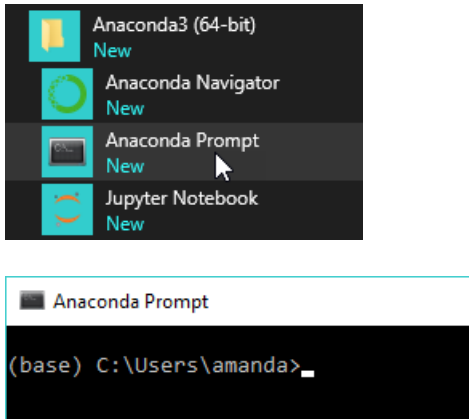 Anaconda3 (64-bit)
New
Anaconda Navigator
New
Anaconda Prompt
New
Jupyter Notebook
New
Anaconda Prompt
(base) C:\Users\amanda>